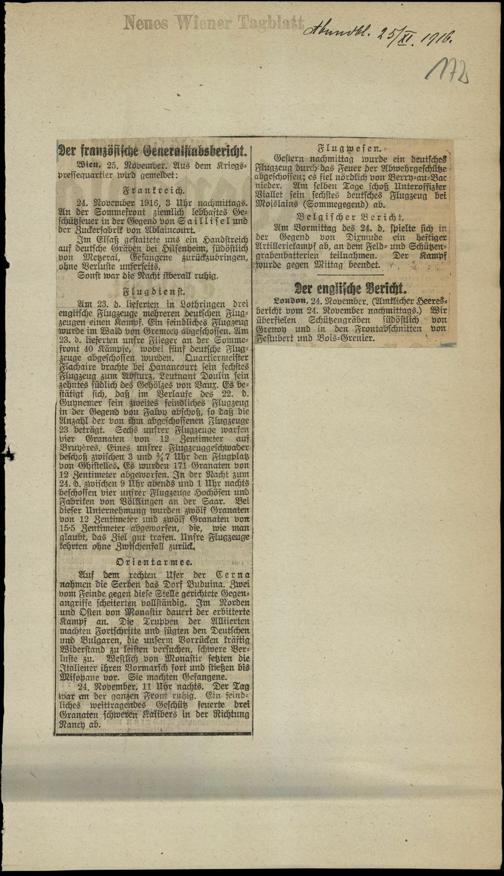 Neues Wiener Tagblatt
Abendbl. 25/XI. 1916.
172
Der französische Generalstabsbericht.
Wien, 25. November. Aus dem Kriegs-
pressequartier wird gemeldet:
Frankreich.
24. November 1916, 3 Uhr nachmittags.
An der Sommefront ziemlich lebhaftes Ge-
schützfeuer in der Gegend von Saillisel und
der Zuckerfabrik von Ablaincourt.
Im Elsaß gestattete uns ein Handstreich
auf deutsche Gräben bei Hilsenheim, südöstlich
von Metzeral, Gefangene zurückzubringen,
ohne Verluste unserseits.
Sonst war die Nacht überall ruhig.
Flugdienst.
Am 23. d. lieferten in Lothringen drei
englische Flugzeuge mehreren deutschen Flug-
zeugen einen Kampf. Ein feindliches Flugzeug
wurde im Wald von Gremecy abgeschossen. Am
23. d. lieferten unsre Flieger an der Somme-
front 40 Kämpfe, wobei fünf deutsche Flug-
zeuge abgeschossen wurden. Quartiermeister
Flachaire brachte bei Manancourt sein sechstes
Flugzeug zum Absturz, Leutnant Doulin sein
zehntes südlich des Gehölzes von Vaux. Es be-
stätigt sich, daß im Verlaufe des 22. d.
Guynemer sein zweites feindliches Flugzeug
in der Gegend von Falvy abschoß, so daß die
Anzahl der von ihm abgeschossenen Flugzeuge
23 beträgt. Sechs unsrer Flugzeuge warfen
vier Granaten von 12 Zentimeter auf
Bruyères. Eines unsrer Flugzeuggeschwader
beschoß zwischen 3 und ¾7 Uhr den Flugplatz
von Ghistelles. Es wurden 171 Granaten von
12 Zentimeter abgeworfen. In der Nacht zum
24. d. zwischen 9 Uhr abends und 1 Uhr nachts
beschossen vier unsrer Flugzeuge Hochöfen und
Fabriken von Völklingen an der Saar. Bei
dieser Unternehmung wurden zwölf Granaten
von 12 Zentimeter und zwölf Granaten von
15·5 Zentimeter abgeworfen, die, wie man
glaubt, das Ziel gut trafen. Unsre Flugzeuge
kehrten ohne Zwischenfall zurück.
Orientarmee.
Auf dem rechten Ufer der Cerna
nahmen die Serben das Dorf Buduina. Zwei
vom Feinde gegen diese Stelle gerichtete Gegen-
angriffe scheiterten vollständig. Im Norden
und Osten von Monastir dauert der erbitterte
Kampf an. Die Truppen der Alliierten
machten Fortschritte und fügten den Deutschen
und Bulgaren, die unserm Vorrücken kräftig
Widerstand zu leisten versuchen, schwere Ver-
luste zu. Westlich von Monastir setzten die
Italiener ihren Vormarsch fort und stießen bis
vor. Sie machten Gefangene.
24. November, 11 Uhr nachts. Der Tag
war an der ganzen Front ruhig. Ein feind-
liches weittragendes Geschütz feuerte drei
Granaten schweren Kalibers in der Richtung
Nancy ab.
Flugwesen.
Gestern nachmittag wurde ein deutsches
Flugzeug durch das Feuer der Abwehrgeschütze
abgeschossen; es fiel nördlich von Berry-au-Bac
nieder. Am selben Tage schoß Unteroffizier
Viallet sein sechstes deutsches Flugzeug bei
Moislains (Sommegegend) ab.
Belgischer Bericht.
Am Vormittag des 24. d. spielte sich in
der Gegend von Dixmude ein heftiger
Artilleriekampf ab, an dem Feld- und Schützen-
grabenbatterien teilnahmen. Der Kampf
wurde gegen Mittag beendet.
Der englische Bericht.
London, 24. November. (Amtlicher Heeres-
bericht vom 24. November nachmittags.) Wir
überfielen Schützengräben südöstlich von
und in den Frontabschnitten von
Festubert und Bois-Grenier.